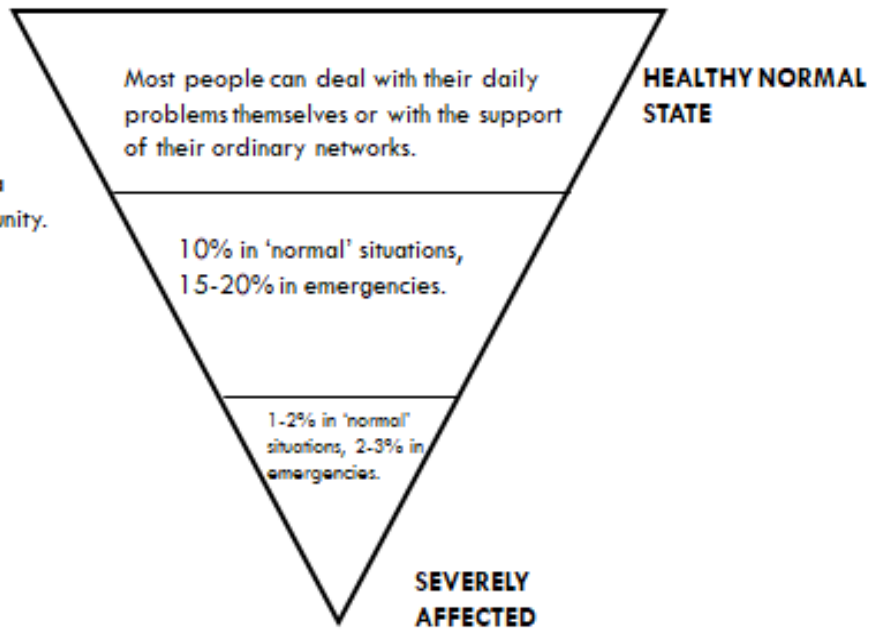 Most people can deal with their daily
problems themselves or with the support
of their ordinary networks.
HEALTHY NORMAL
STATE
10% in ‘normal’ situations,
15-20% in emergencies.
1-2% in ‘normal’
situations, 2-3% in
emergencies.
SEVERELY
AFFECTED